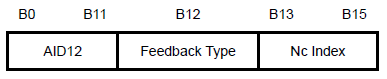 B0 B11 B12 B13 B15
AID12 Feedback Type Nc Index